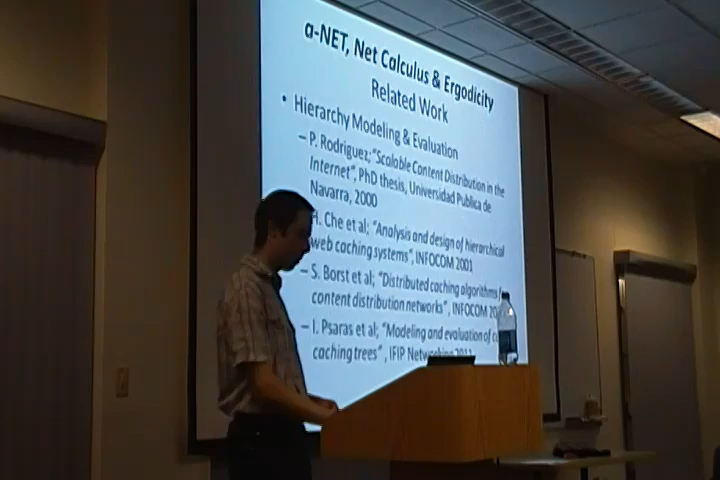 a-NET, Net Calculus & Ergodicity
Related Work
• Hierarchy Modeling & Evaluation
– P. Rodriguez; "Scalable Content Distribution in the
Internet", PhD thesis, Universidad Publica de
Navarra, 2000
H. Che et al; "Analysis and design of hierarchical
web caching systems", INFOCOM 2001
– S. Borst et al; "Distributed caching algorithms
content distribution networks", INFOCOM
– I. Psaras et al; "Modeling and evaluation of
caching trees", IFIP Networking 2011